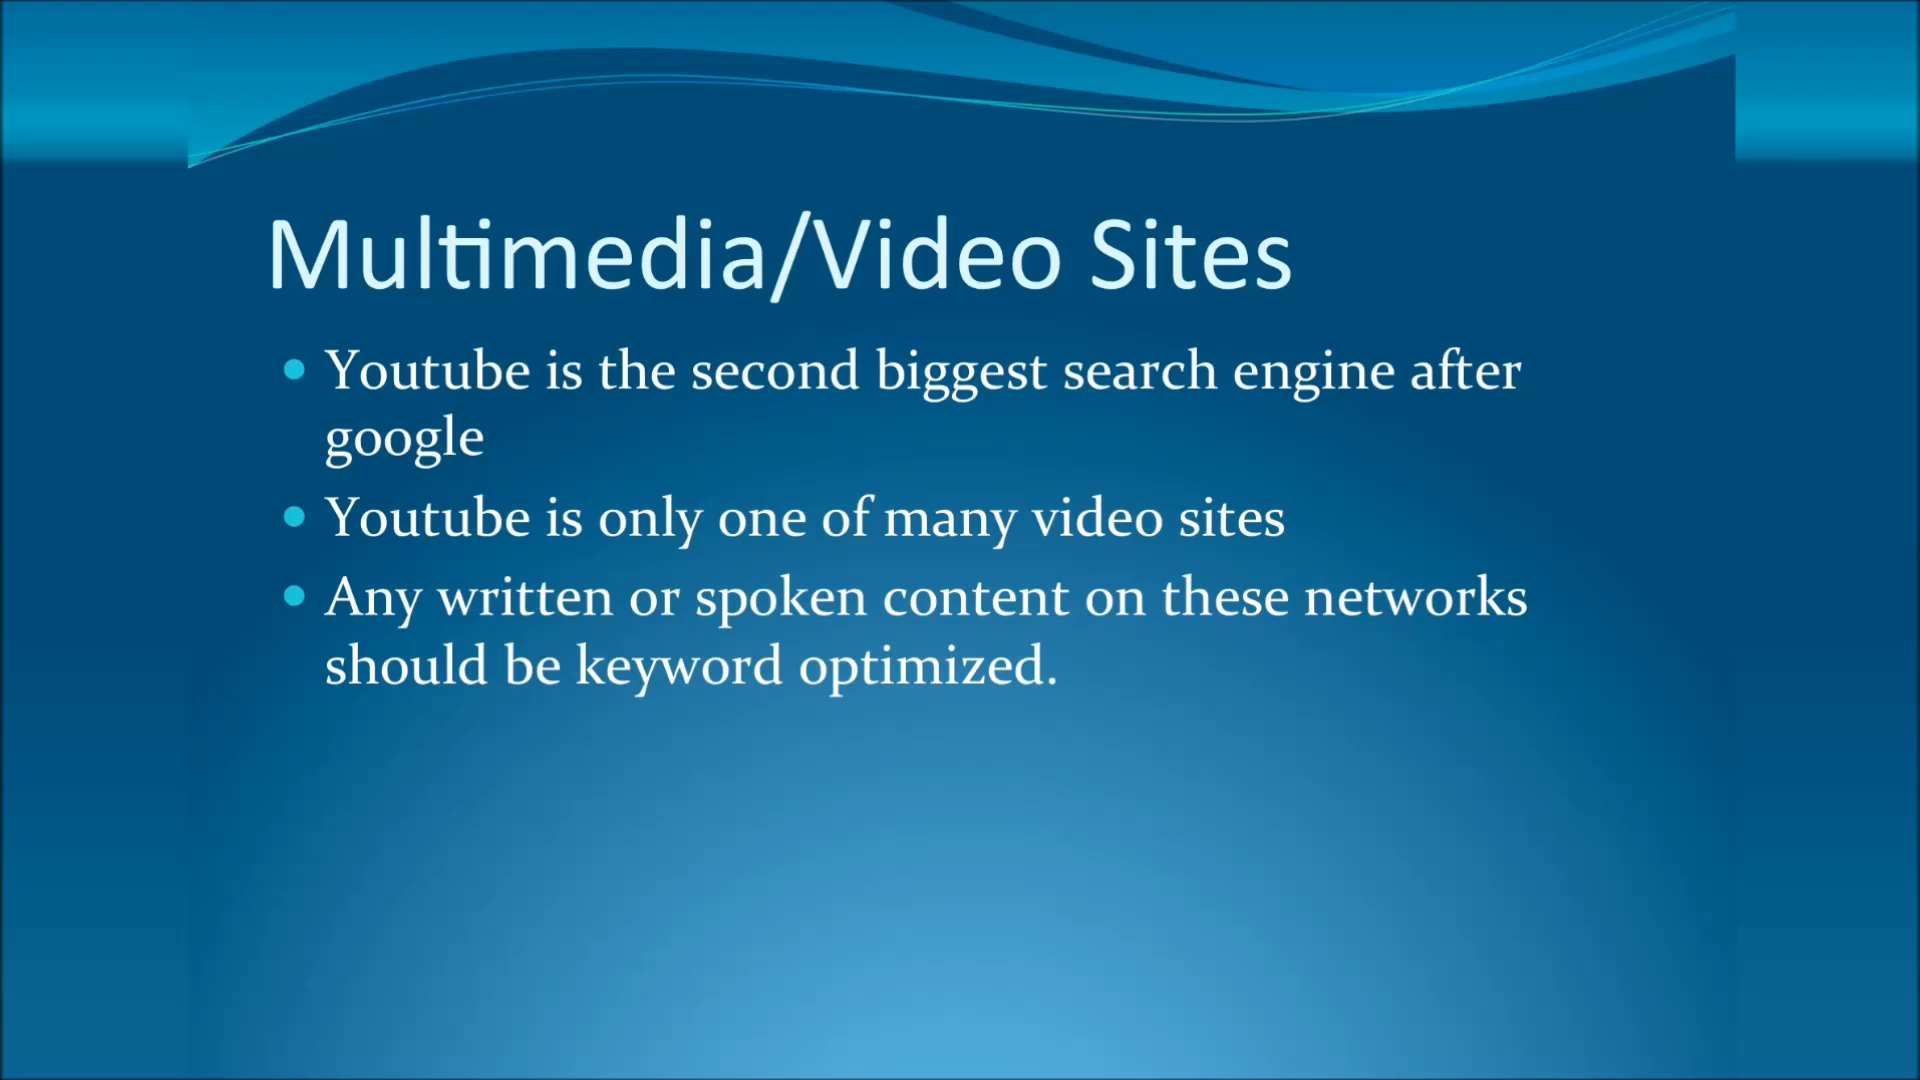 Multimedia/Video Sites
• Youtube is the second biggest search engine after
google
• Youtube is only one of many video sites
• Any written or spoken content on these networks
should be keyword optimized.